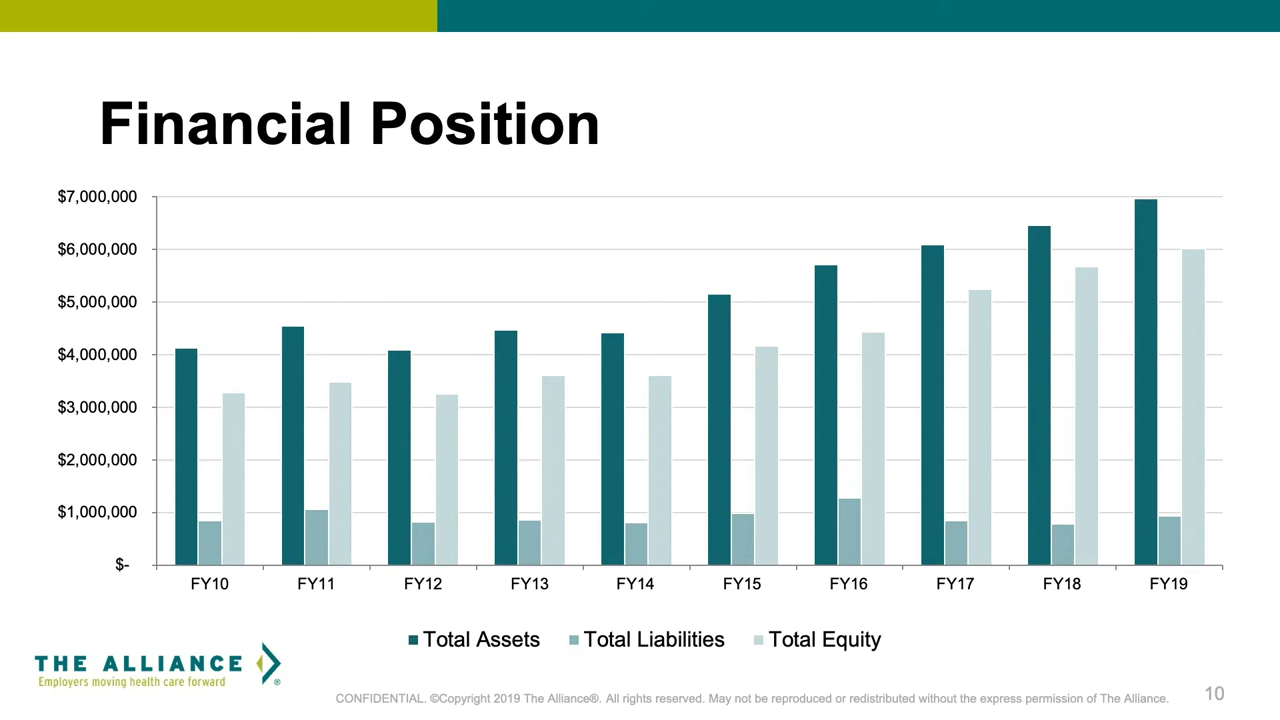 Financial Position
$7,000,000
$6,000,000
$5,000,000
$4,000,000
$3,000,000
$2,000,000
$1,000,000
$-
FY10 FY11 FY12 FY13 FY14 FY15 FY16 FY17 FY18 FY19
Total Assets Total Liabilities Total Equity
THE ALLIANCE
Employers moving health care forward ®
CONFIDENTIAL. ©Copyright 2019 The Alliance®. All rights reserved. May not be reproduced or redistributed without the express permission of The Alliance.
10